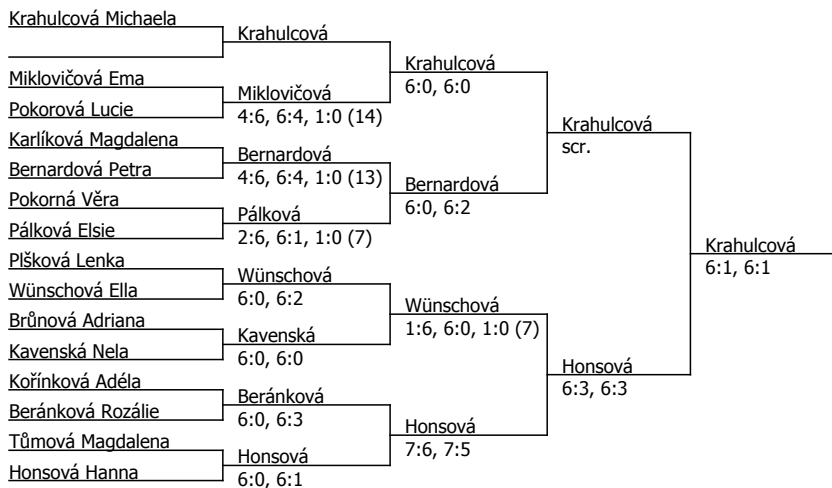 Krahulcová Michaela
Miklovičová Ema
Pokorová Lucie
Karlíková Magdalena
Bernardová Petra
Pokorná Věra
Pálková Elsie
Plšková Lenka
Wünschová Ella
Brůnová Adriana
Kavenská Nela
Kořínková Adéla
Beránková Rozálie
Tůmová Magdalena
Honsová Hanna
Krahulcová
Miklovičová
4:6, 6:4, 1:0 (14)
Bernardová
4:6, 6:4, 1:0 (13)
Pálková
2:6, 6:1, 1:0 (7)
Wünschová
6:0, 6:2
Kavenská
6:0, 6:0
Beránková
6:0, 6:3
Honsová
6:0, 6:1
Krahulcová
6:0, 6:0
Bernardová
6:0, 6:2
Wünschová
1:6, 6:0, 1:0 (7)
Honsová
7:6, 7:5
Krahulcová
scr.
Honsová
6:3, 6:3
Krahulcová
6:1, 6:1